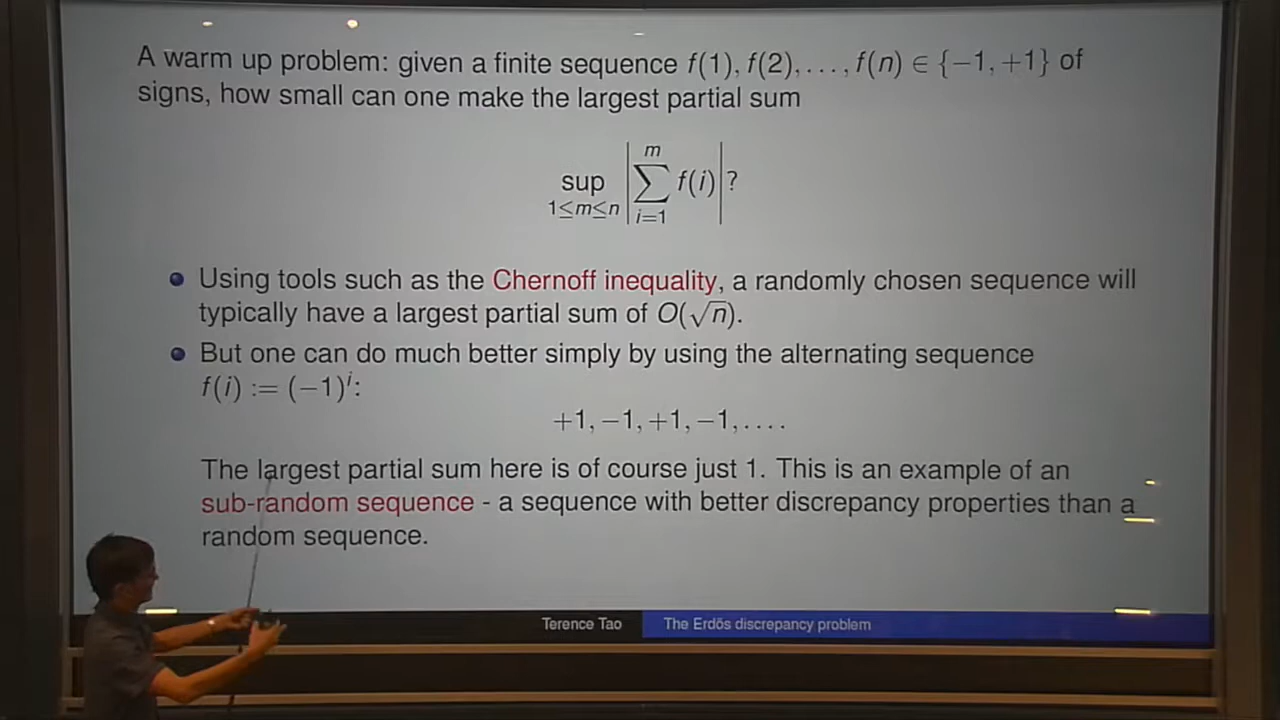 A warm up problem: given a finite sequence f(1), f(2), . . . , f(n) ∈ {−1, +1} of
signs, how small can one make the largest partial sum
sup_{1≤m≤n} |∑_{i=1}^{m} f(i)| ?
Using tools such as the Chernoff inequality, a randomly chosen sequence will
typically have a largest partial sum of O(√n).
But one can do much better simply by using the alternating sequence
f(i) := (−1)^i:
+1, −1, +1, −1, . . . .
The largest partial sum here is of course just 1. This is an example of an
sub-random sequence - a sequence with better discrepancy properties than a
random sequence.
Terence Tao The Erdös discrepancy problem